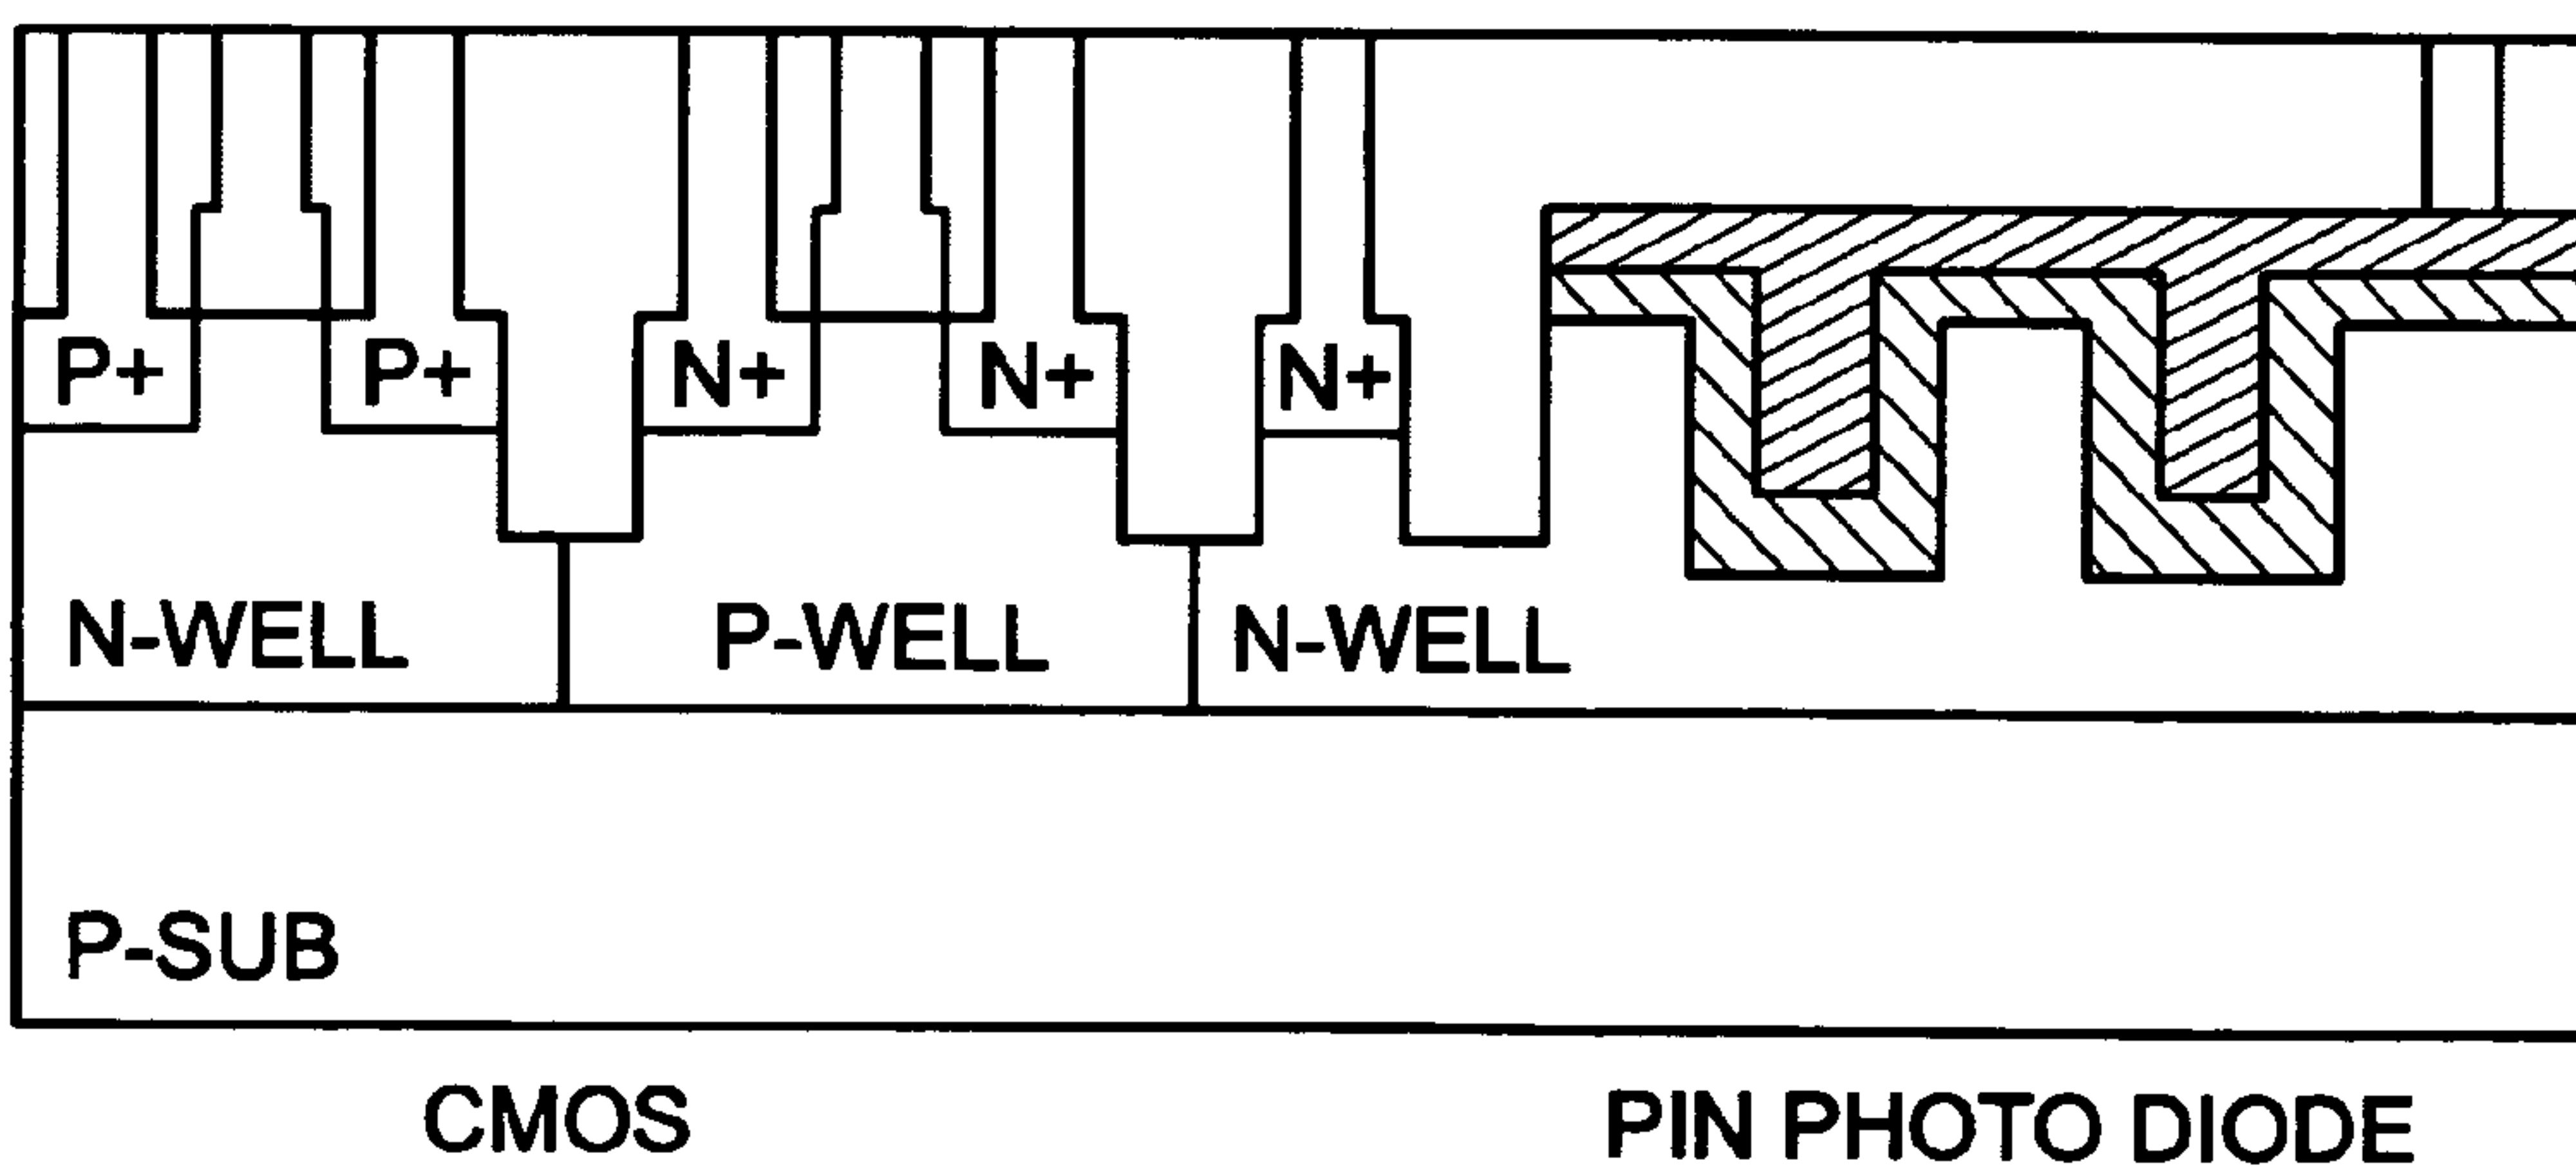 P+ P+ N+ N+ N+
N-WELL P-WELL N-WELL
P-SUB
CMOS PIN PHOTO DIODE